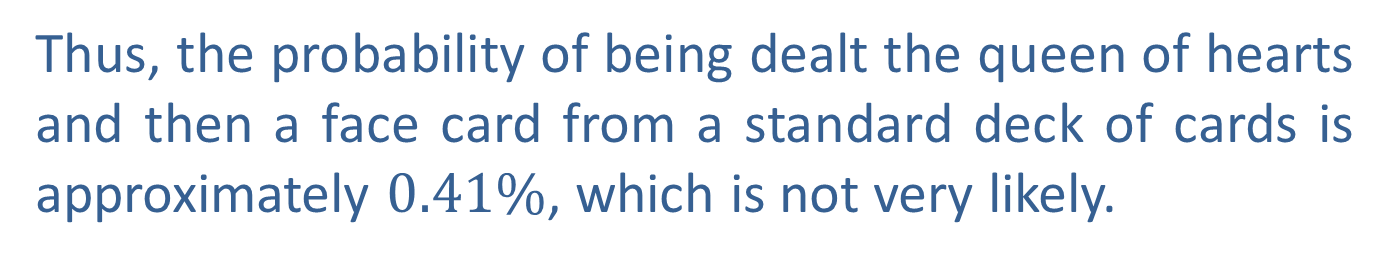 Thus, the probability of being dealt the queen of hearts
and then a face card from a standard deck of cards is
approximately 0.41%, which is not very likely.